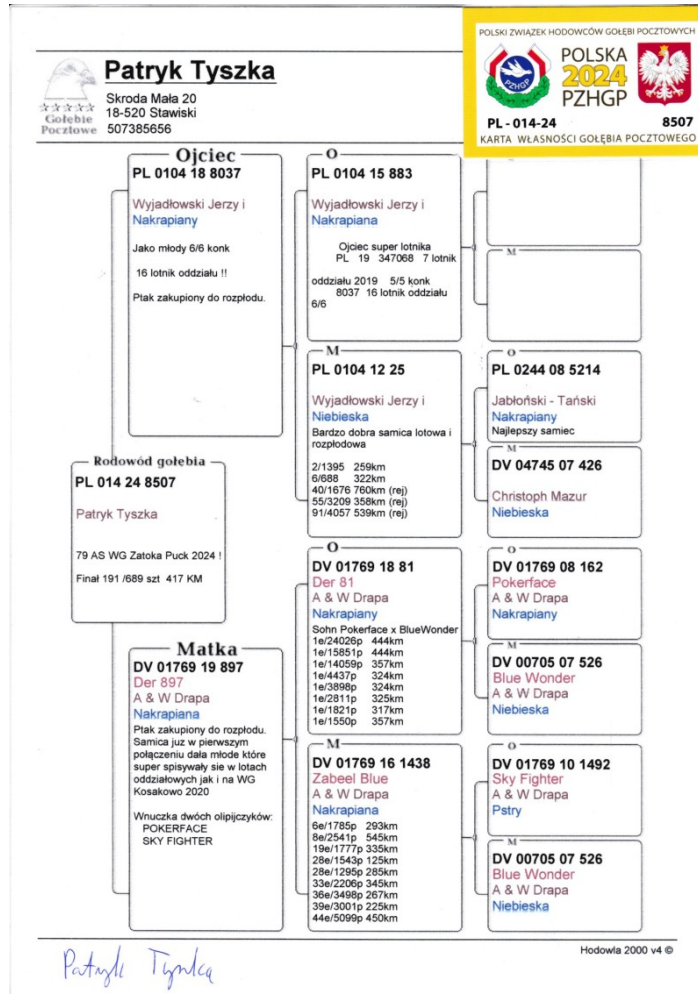 Patryk Tyszka
Skroda Mała 20
18-520 Stawiski
507385656
Gołębie
Pocztowe
POLSKI ZWIĄZEK HODOWCÓW GOŁĘBI POCZTOWYCH
POLSKA
2024
PZHGP
PZHGP
PL - 014-24 8507
KARTA WŁASNOŚCI GOŁĘBIA POCZTOWEGO
Rodowód gołębia
PL 014 24 8507
Patryk Tyszka
79 AS WG Zatoka Puck 2024 !
Finał 191 /689 szt 417 KM
Ojciec
PL 0104 18 8037
Wyjadłowski Jerzy i
Nakrapiany
Jako młody 6/6 konk
16 lotnik oddziału !!
Ptak zakupiony do rozpłodu.
Matka
DV 01769 19 897
Der 897
A & W Drapa
Nakrapiana
Ptak zakupiony do rozpłodu.
Samica juz w pierwszym
połączeniu dała młode które
super spisywały sie w lotach
oddziałowych jak i na WG
Kosakowo 2020
Wnuczka dwóch olipijczyków:
POKERFACE
SKY FIGHTER
O
PL 0104 15 883
Wyjadłowski Jerzy i
Nakrapiana
Ojciec super lotnika
PL 19 347068 7 lotnik
oddziału 2019 5/5 konk
8037 16 lotnik oddziału
6/6
M
PL 0104 12 25
Wyjadłowski Jerzy i
Niebieska
Bardzo dobra samica lotowa i
rozpłodowa
2/1395 259km
6/688 322km
40/1676 760km (rej)
55/3209 358km (rej)
91/4057 539km (rej)
O
DV 01769 18 81
Der 81
A & W Drapa
Nakrapiany
Sohn Pokerface x BlueWonder
1e/24026p 444km
1e/15851p 444km
1e/14059p 357km
1e/4437p 324km
1e/3898p 324km
1e/2811p 325km
1e/1821p 317km
1e/1550p 357km
M
DV 01769 16 1438
Zabeel Blue
A & W Drapa
Nakrapiana
6e/1785p 293km
8e/2541p 545km
19e/1777p 335km
28e/1543p 125km
28e/1295p 285km
33e/2206p 345km
36e/3498p 267km
39e/3001p 225km
44e/5099p 450km
M
O
PL 0244 08 5214
Jabłoński - Tański
Nakrapiany
Najlepszy samiec
M
DV 04745 07 426
Christoph Mazur
Niebieska
O
DV 01769 08 162
Pokerface
A & W Drapa
Nakrapiany
M
DV 00705 07 526
Blue Wonder
A & W Drapa
Niebieska
O
DV 01769 10 1492
Sky Fighter
A & W Drapa
Pstry
M
DV 00705 07 526
Blue Wonder
A & W Drapa
Niebieska
Hodowla 2000 v4 ©
Patryk Tyszka